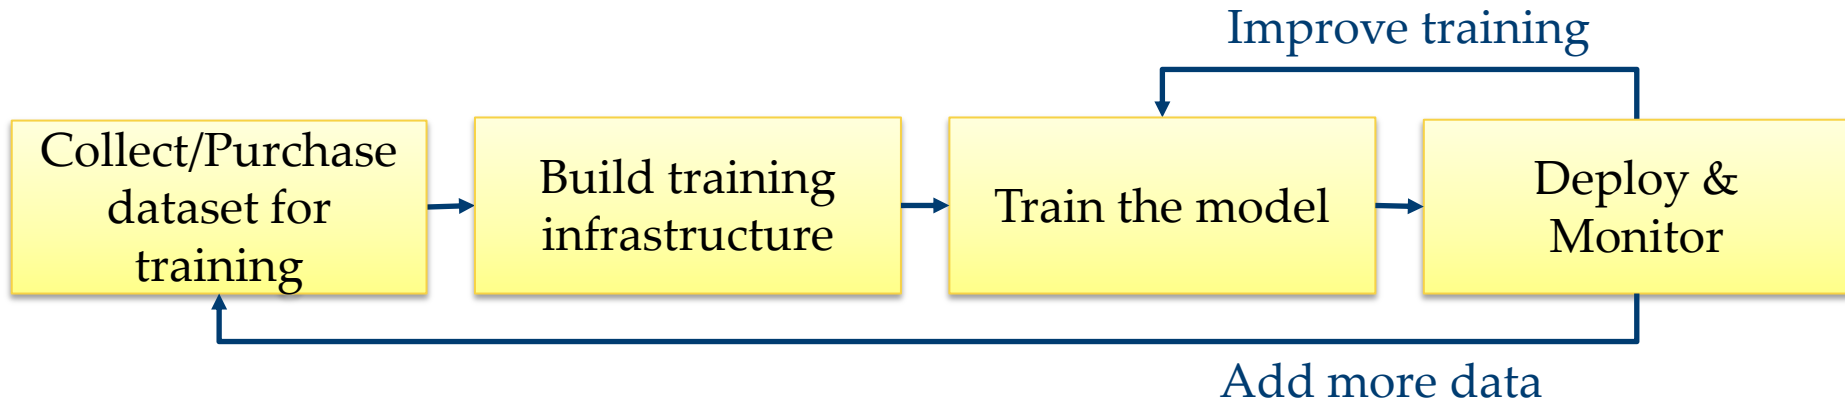 Improve training
Collect/Purchase
dataset for
training
Build training
infrastructure
Train the model
Deploy &
Monitor
Add more data